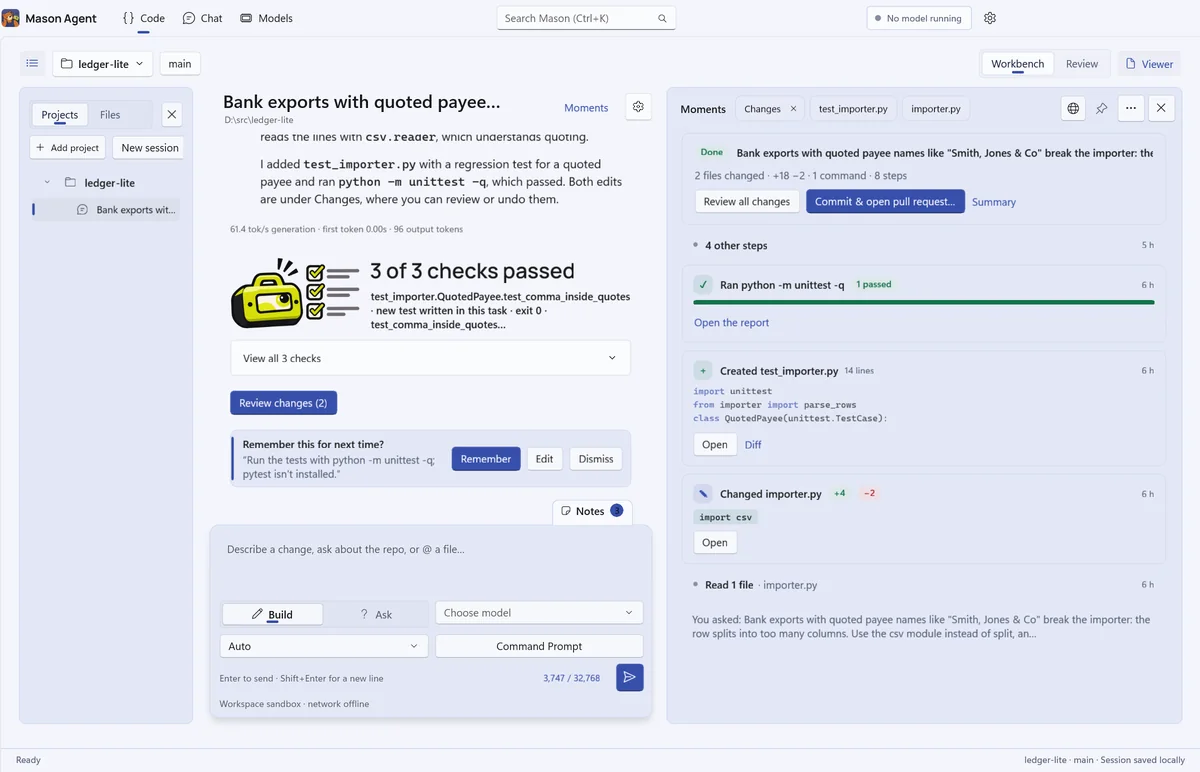 Mason Agent
{} Code
Chat
Models
Search Mason (Ctrl+K)
No model running
ledger-lite
main
Workbench
Review
Viewer
Projects
Files
+ Add project
New session
ledger-lite
Bank exports wit...
Bank exports with quoted payee...
D:\src\ledger-lite
Moments
reads the lines with csv.reader, which understands quoting.
I added test_importer.py with a regression test for a quoted
payee and ran python -m unittest -q, which passed. Both edits
are under Changes, where you can review or undo them.
61.4 tok/s generation · first token 0.00s · 96 output tokens
3 of 3 checks passed
test_importer.QuotedPayee.test_comma_inside_quotes
· new test written in this task · exit 0 ·
test_comma_inside_quotes...
View all 3 checks
Review changes (2)
Remember this for next time?
"Run the tests with python -m unittest -q;
pytest isn't installed."
Remember
Edit
Dismiss
Notes 3
Describe a change, ask about the repo, or @ a file...
Build
? Ask
Choose model
Auto
Command Prompt
Enter to send · Shift+Enter for a new line
3,747 / 32,768
Workspace sandbox · network offline
Moments
Changes ×
test_importer.py
importer.py
Done
Bank exports with quoted payee names like "Smith, Jones & Co" break the importer: the
2 files changed · +18 −2 · 1 command · 8 steps
Review all changes
Commit & open pull request...
Summary
4 other steps
5 h
Ran python -m unittest -q
1 passed
6 h
Open the report
Created test_importer.py
14 lines
6 h
import unittest
from importer import parse_rows
class QuotedPayee(unittest.TestCase):
Open
Diff
Changed importer.py
+4
−2
6 h
import csv
Open
Read 1 file · importer.py
6 h
You asked: Bank exports with quoted payee names like "Smith, Jones & Co" break the importer: the
row splits into too many columns. Use the csv module instead of split, an...
Ready
ledger-lite · main · Session saved locally